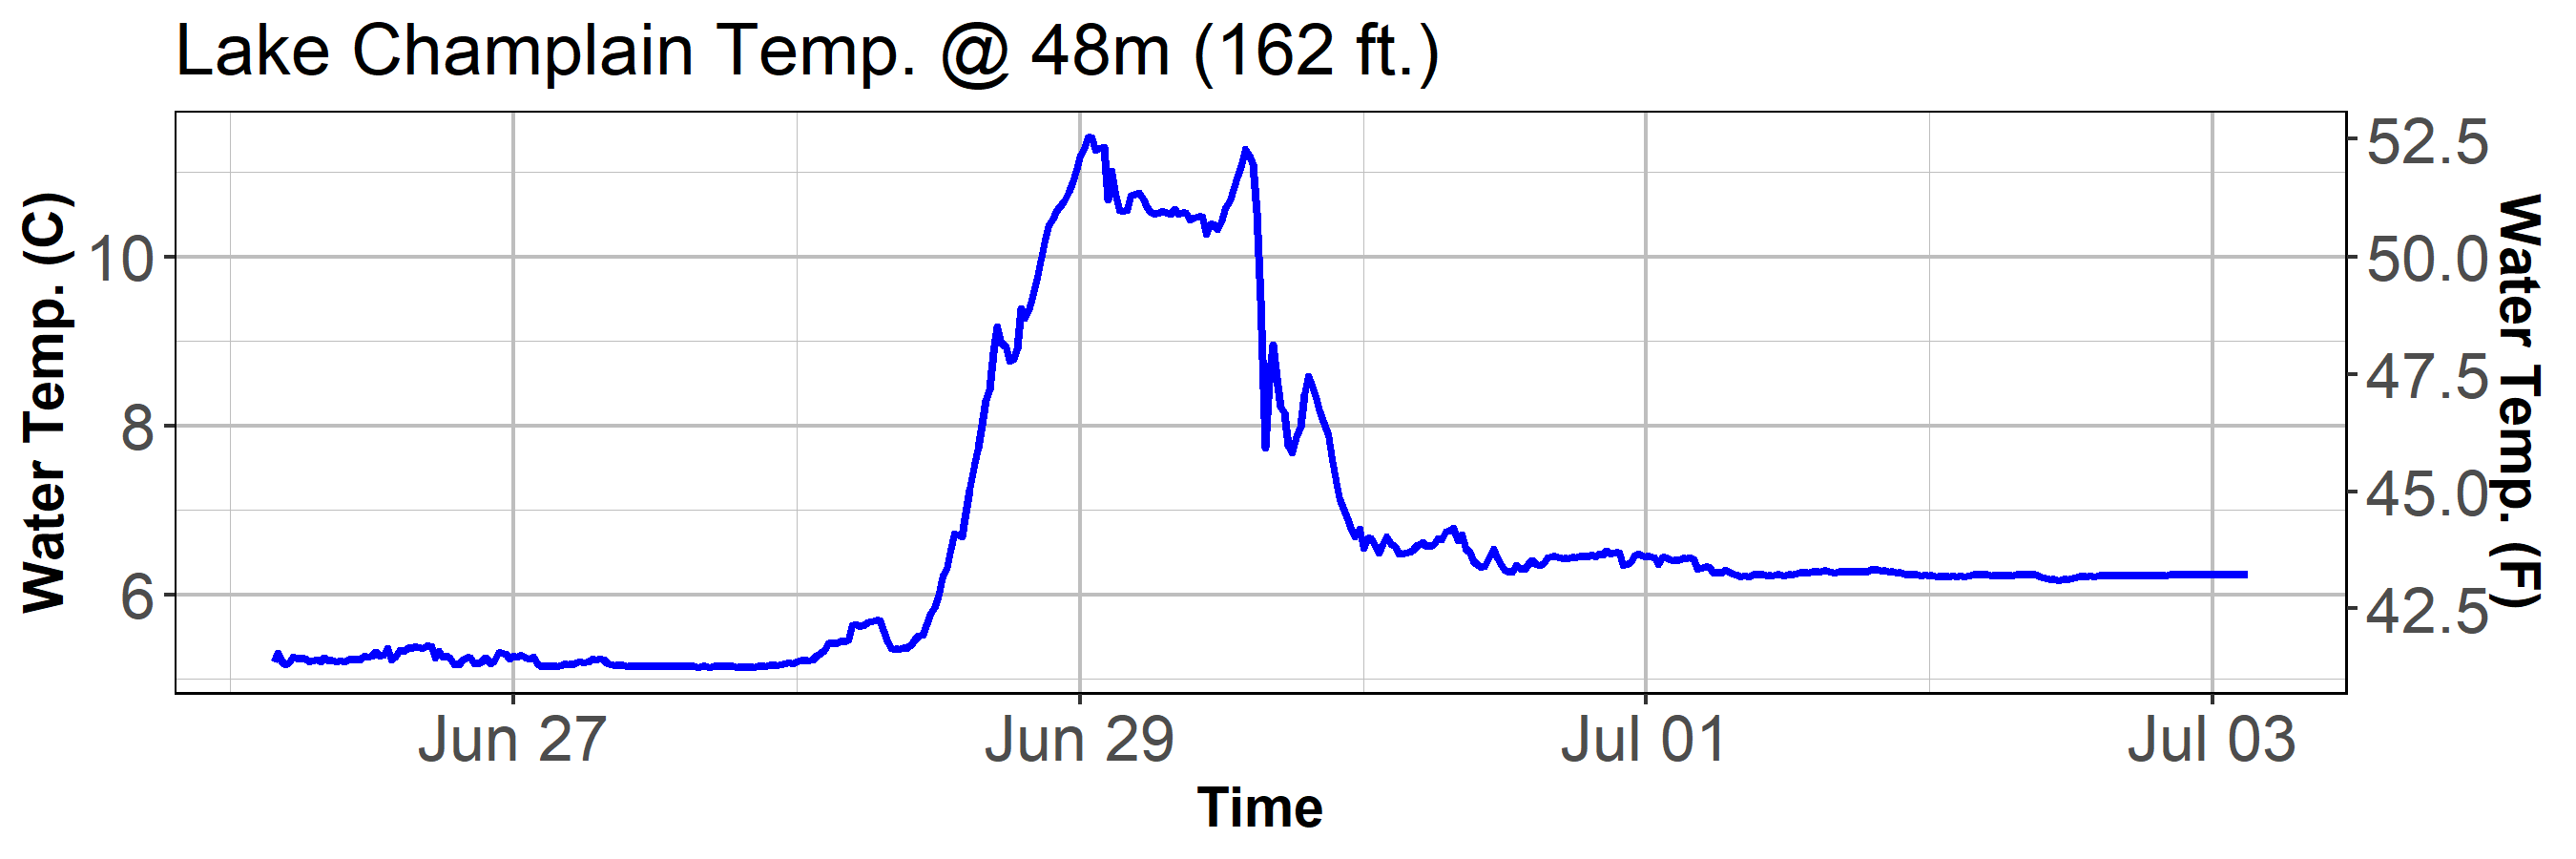 Lake Champlain Temp. @ 48m (162 ft.)
Water Temp. (C)
10
8
6
52.5
50.0
47.5
45.0
42.5
Water Temp. (F)
Jun 27
Jun 29
Jul 01
Jul 03
Time